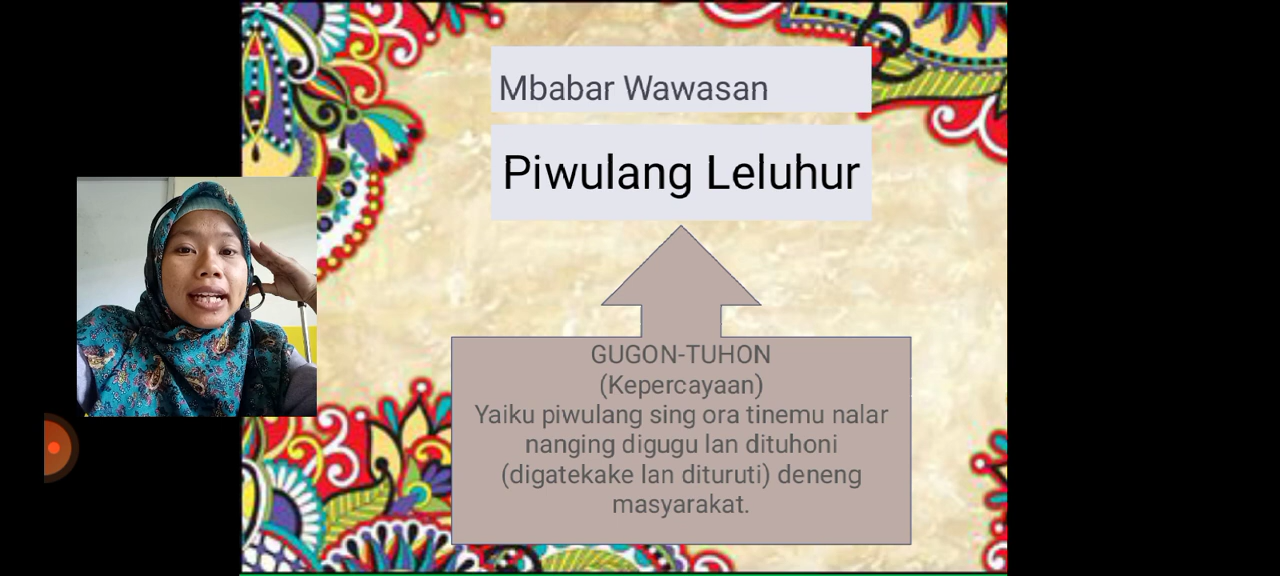 Mbabar Wawasan
Piwulang Leluhur
GUGON-TUHON
(Kepercayaan)
Yaiku piwulang sing ora tinemu nalar
nanging digugu lan dituhoni
(digatekake lan dituruti) deneng
masyarakat.